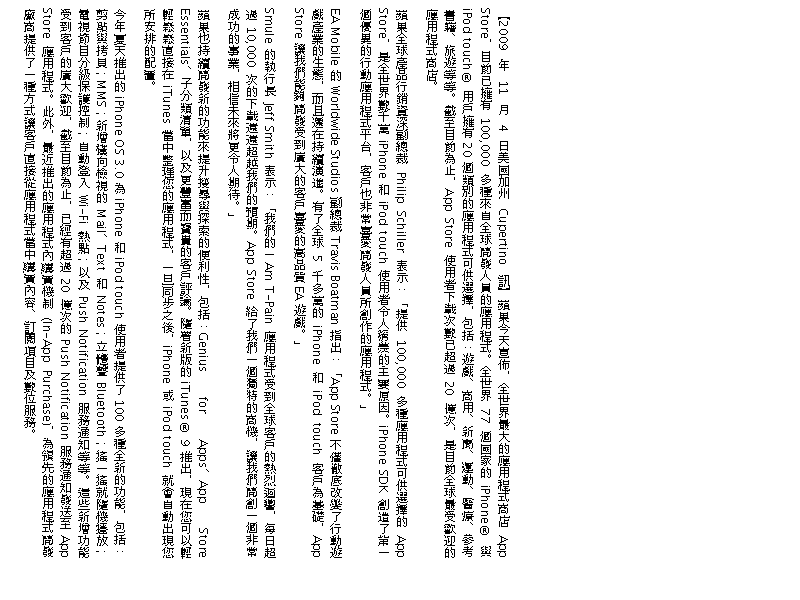 【2009 年 11 月 4 日美國加州 Cupertino 訊】蘋果今天宣佈，全世界最大的應用程式商店 App
Store，目前已擁有 100,000 多種來自全球開發人員的應用程式。全世界 77 個國家的 iPhone® 與
iPod touch® 用戶擁有 20 個類別的應用程式可供選擇，包括：遊戲、商用、新聞、運動、醫療、參考
書籍、旅遊等等。截至目前為止，App Store 使用者下載次數已超過 20 億次，是目前全球最受歡迎的
應用程式商店。
蘋果全球產品行銷資深副總裁 Philip Schiller 表示：「提供 100,000 多種應用程式可供選擇的 App
Store，是全世界數千萬 iPhone 和 iPod touch 使用者令人稱羨的主要原因。iPhone SDK 創造了第一
個優異的行動應用程式平台，客戶也非常喜愛開發人員所創作的應用程式。」
EA Mobile 的 Worldwide Studios 副總裁 Travis Boatman 指出：「App Store 不僅徹底改變了行動遊
戲產業的生態，而且還在持續演進。有了全球 5 千多萬的 iPhone 和 iPod touch 客戶為基礎，App
Store 讓我們能夠開發受到廣大的客戶喜愛的高品質 EA 遊戲。」
Smule 的執行長 Jeff Smith 表示：「我們的 I Am T-Pain 應用程式受到全球客戶的熱烈迴響，每日超
過 10,000 次的下載遠遠超越我們的預期。App Store 給了我們一個獨特的商機，讓我們開創一個非常
成功的事業，相信未來將更令人期待。」
蘋果也持續開發新的功能來提升搜尋與探索的便利性，包括：Genius for Apps、App Store
Essentials、子分類清單，以及更豐富而寶貴的客戶評論。隨著新版的 iTunes® 9 推出，現在您可以輕
輕鬆鬆直接在 iTunes 當中整理您的應用程式，一旦同步之後，iPhone 或 iPod touch 就會自動出現您
所安排的配置。
今年夏天推出的 iPhone OS 3.0 為 iPhone 和 iPod touch 使用者提供了 100 多種全新的功能，包括：
剪貼與拷貝；MMS；新增橫向檢視的 Mail、Text 和 Notes；立體聲 Bluetooth；搖一搖就隨機播放；
電視節目分級保護控制；自動登入 Wi-Fi 熱點；以及 Push Notification 服務通知等等。這些新增功能
受到客戶的廣大歡迎，截至目前為止，已經有超過 20 億次的 Push Notification 服務通知發送至 App
Store 應用程式。此外，最近推出的應用程式內購買機制 (In-App Purchase)，為領先的應用程式開發
廠商提供了一種方式讓客戶直接從應用程式當中購買內容、訂閱項目及數位服務。